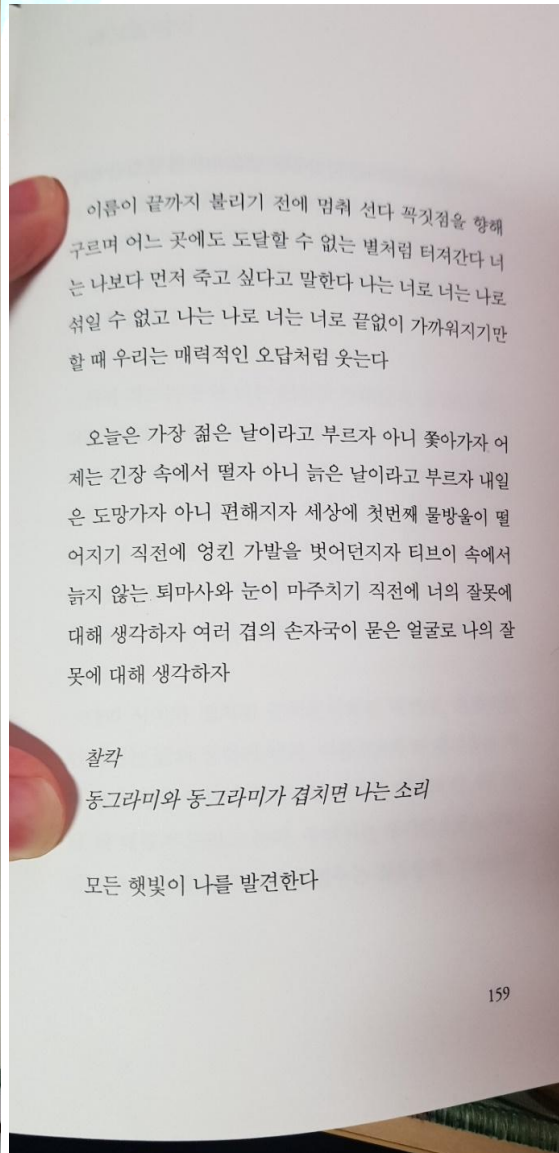 이름이 끝까지 불리기 전에 멈춰 선다 꼭짓점을 향해
구르며 어느 곳에도 도달할 수 없는 별처럼 터져간다 너
는 나보다 먼저 죽고 싶다고 말한다 나는 너로 너는 나로
섞일 수 없고 나는 나로 너는 너로 끝없이 가까워지기만
할 때 우리는 매력적인 오답처럼 웃는다
오늘은 가장 젊은 날이라고 부르자 아니 쫓아가자 어
제는 긴장 속에서 떨자 아니 늙은 날이라고 부르자 내일
은 도망가자 아니 편해지자 세상에 첫번째 물방울이 떨
어지기 직전에 엉킨 가발을 벗어던지자 티브이 속에서
늙지 않는 퇴마사와 눈이 마주치기 직전에 너의 잘못에
대해 생각하자 여러 겹의 손자국이 묻은 얼굴로 나의 잘
못에 대해 생각하자
찰칵
동그라미와 동그라미가 겹치면 나는 소리
모든 햇빛이 나를 발견한다
159